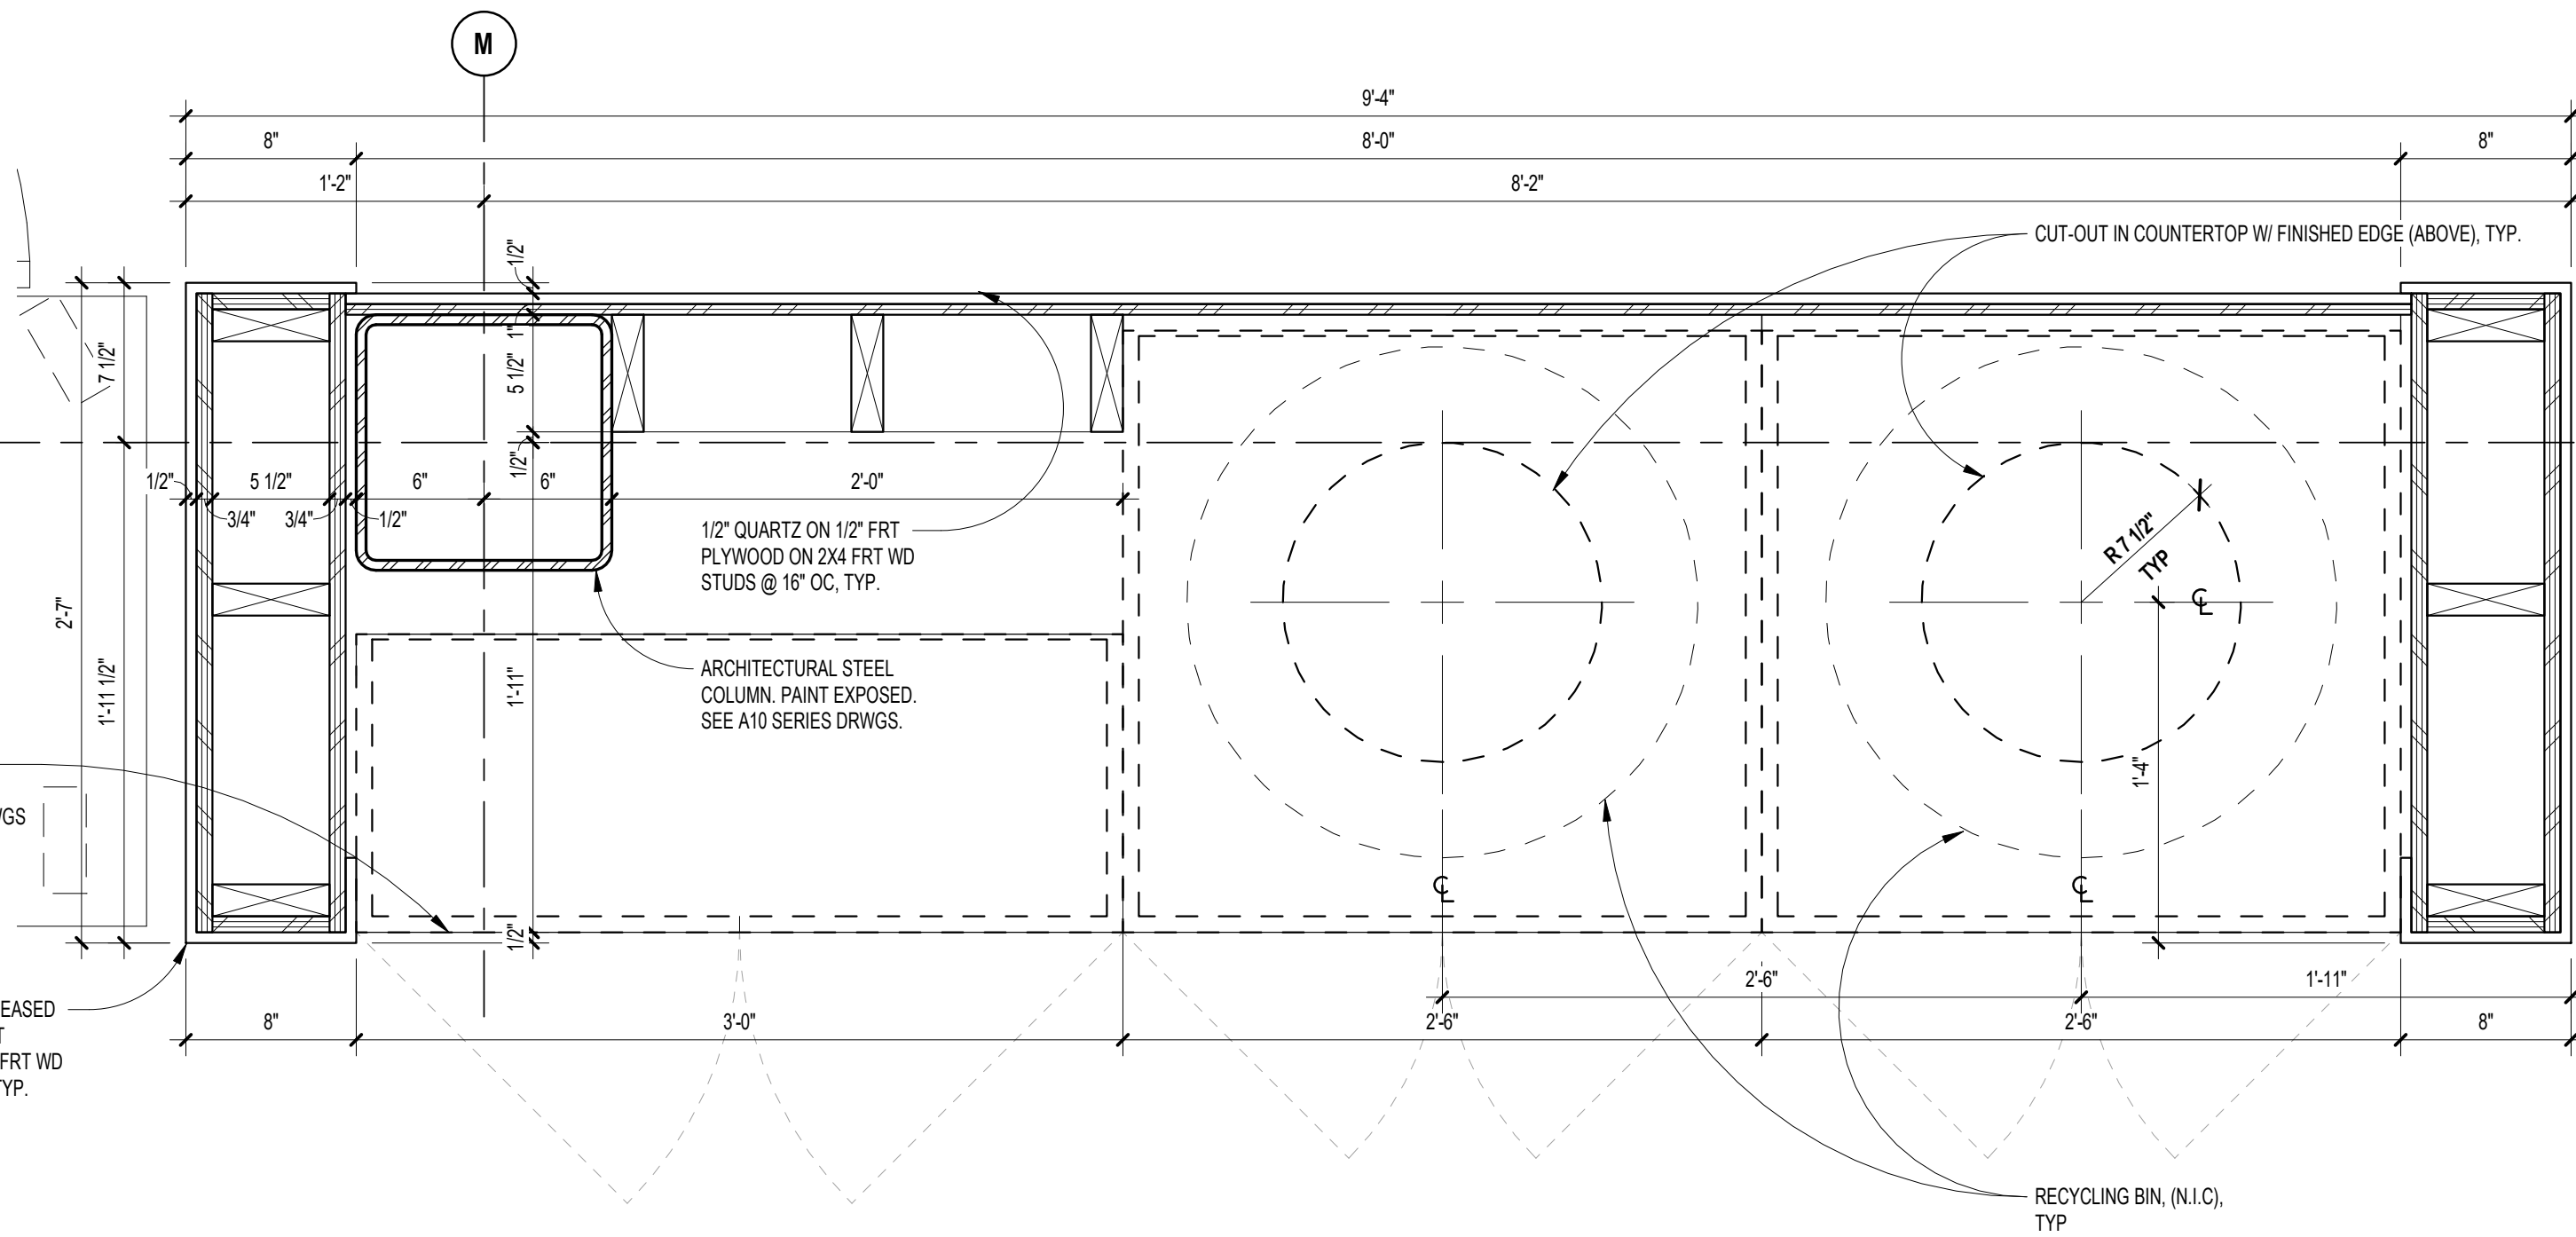 M
9'-4"
8"
8'-0"
8"
1'-2"
8'-2"
1/2"
CUT-OUT IN COUNTERTOP W/ FINISHED EDGE (ABOVE), TYP.
1"
7 1/2"
5 1/2"
1/2"
1/2"
5 1/2"
6"
6"
2'-0"
3/4"
3/4"
1/2"
1/2" QUARTZ ON 1/2" FRT
PLYWOOD ON 2X4 FRT WD
STUDS @ 16" OC, TYP.
R 7 1/2"
TYP
℄
2'-7"
1'-11 1/2"
1'-11"
ARCHITECTURAL STEEL
COLUMN. PAINT EXPOSED.
SEE A10 SERIES DRWGS.
1'-4"
WGS
℄
℄
1/2"
2'-6"
1'-11"
EASED
T
FRT WD
TYP.
8"
3'-0"
2'-6"
2'-6"
8"
RECYCLING BIN, (N.I.C),
TYP